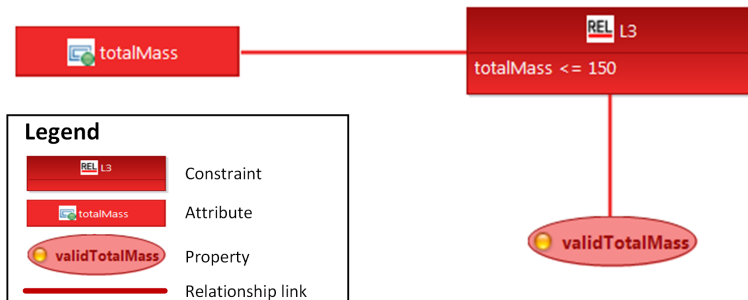 totalMass
REL L3
totalMass <= 150
Legend
REL L3
Constraint
totalMass
Attribute
validTotalMass
Property
Relationship link
validTotalMass